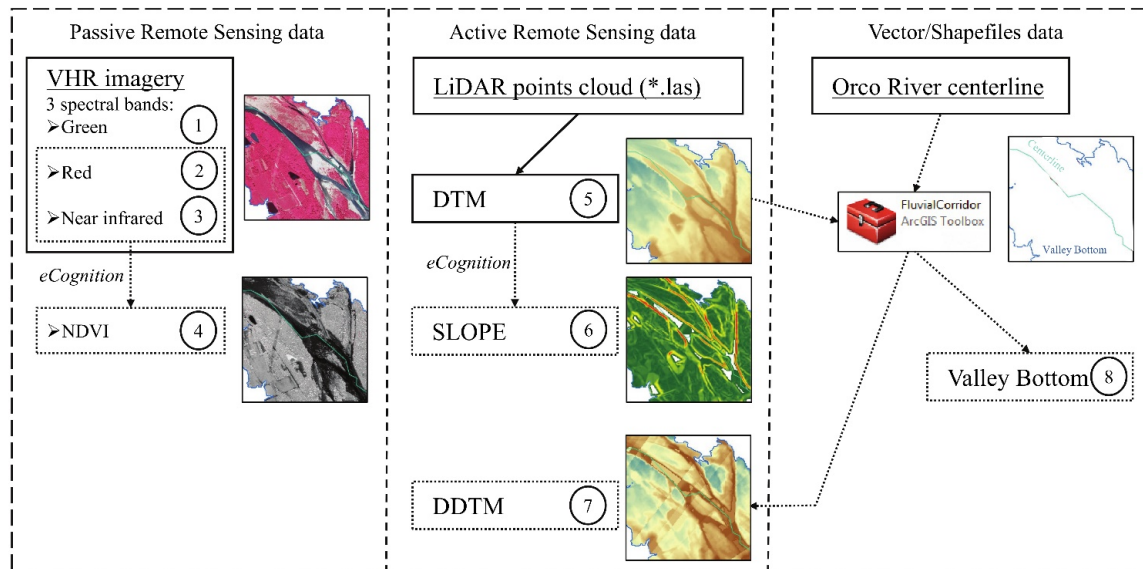 Passive Remote Sensing data
VHR imagery
3 spectral bands:
➢Green
1
➢Red
2
➢Near infrared
3
eCognition
➢NDVI
4
Active Remote Sensing data
LiDAR points cloud (*.las)
DTM
5
eCognition
SLOPE
6
DDTM
7
Vector/Shapefiles data
Orco River centerline
FluvialCorridor
ArcGIS Toolbox
Centerline
Valley Bottom
Valley Bottom
8